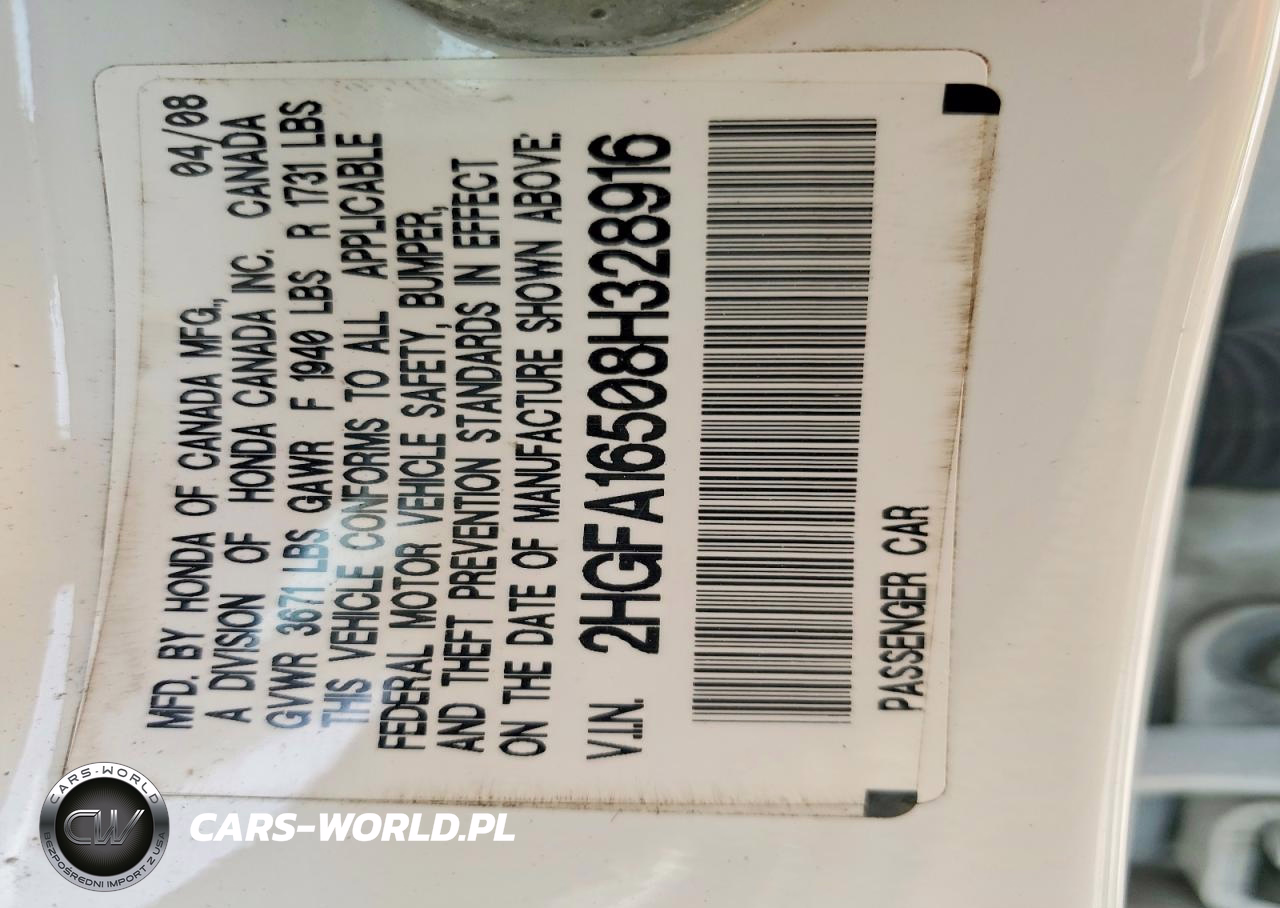 MFD. BY HONDA OF CANADA MFG., 04/08
A DIVISION OF HONDA CANADA INC. CANADA
GVWR 3671 LBS GAWR F 1940 LBS R 1731 LBS
THIS VEHICLE CONFORMS TO ALL APPLICABLE
FEDERAL MOTOR VEHICLE SAFETY, BUMPER,
AND THEFT PREVENTION STANDARDS IN EFFECT
ON THE DATE OF MANUFACTURE SHOWN ABOVE:
V.I.N. 2HGFA16508H328916
PASSENGER CAR
CARS-WORLD
CW
BEZPOŚREDNI IMPORT Z USA
CARS-WORLD.PL